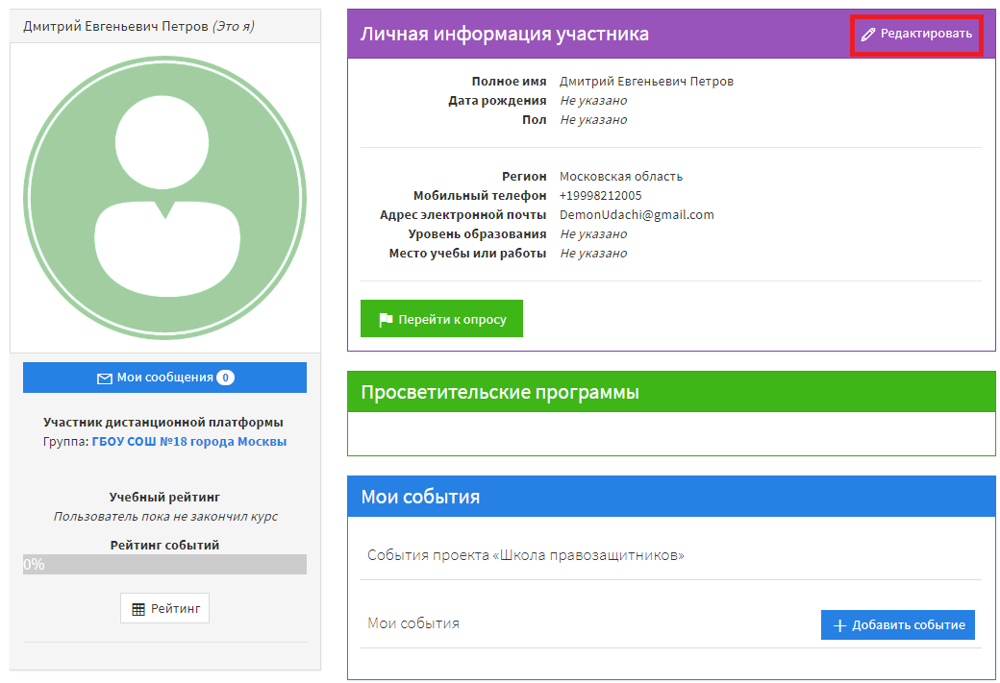 Дмитрий Евгеньевич Петров (Это я)
Мои сообщения 0
Участник дистанционной платформы
Группа: ГБОУ СОШ №18 города Москвы
Учебный рейтинг
Пользователь пока не закончил курс
Рейтинг событий
0%
Рейтинг
Личная информация участника
Редактировать
Полное имя Дмитрий Евгеньевич Петров
Дата рождения Не указано
Пол Не указано
Регион Московская область
Мобильный телефон +19998212005
Адрес электронной почты DemonUdachi@gmail.com
Уровень образования Не указано
Место учебы или работы Не указано
Перейти к опросу
Просветительские программы
Мои события
События проекта «Школа правозащитников»
Мои события
Добавить событие